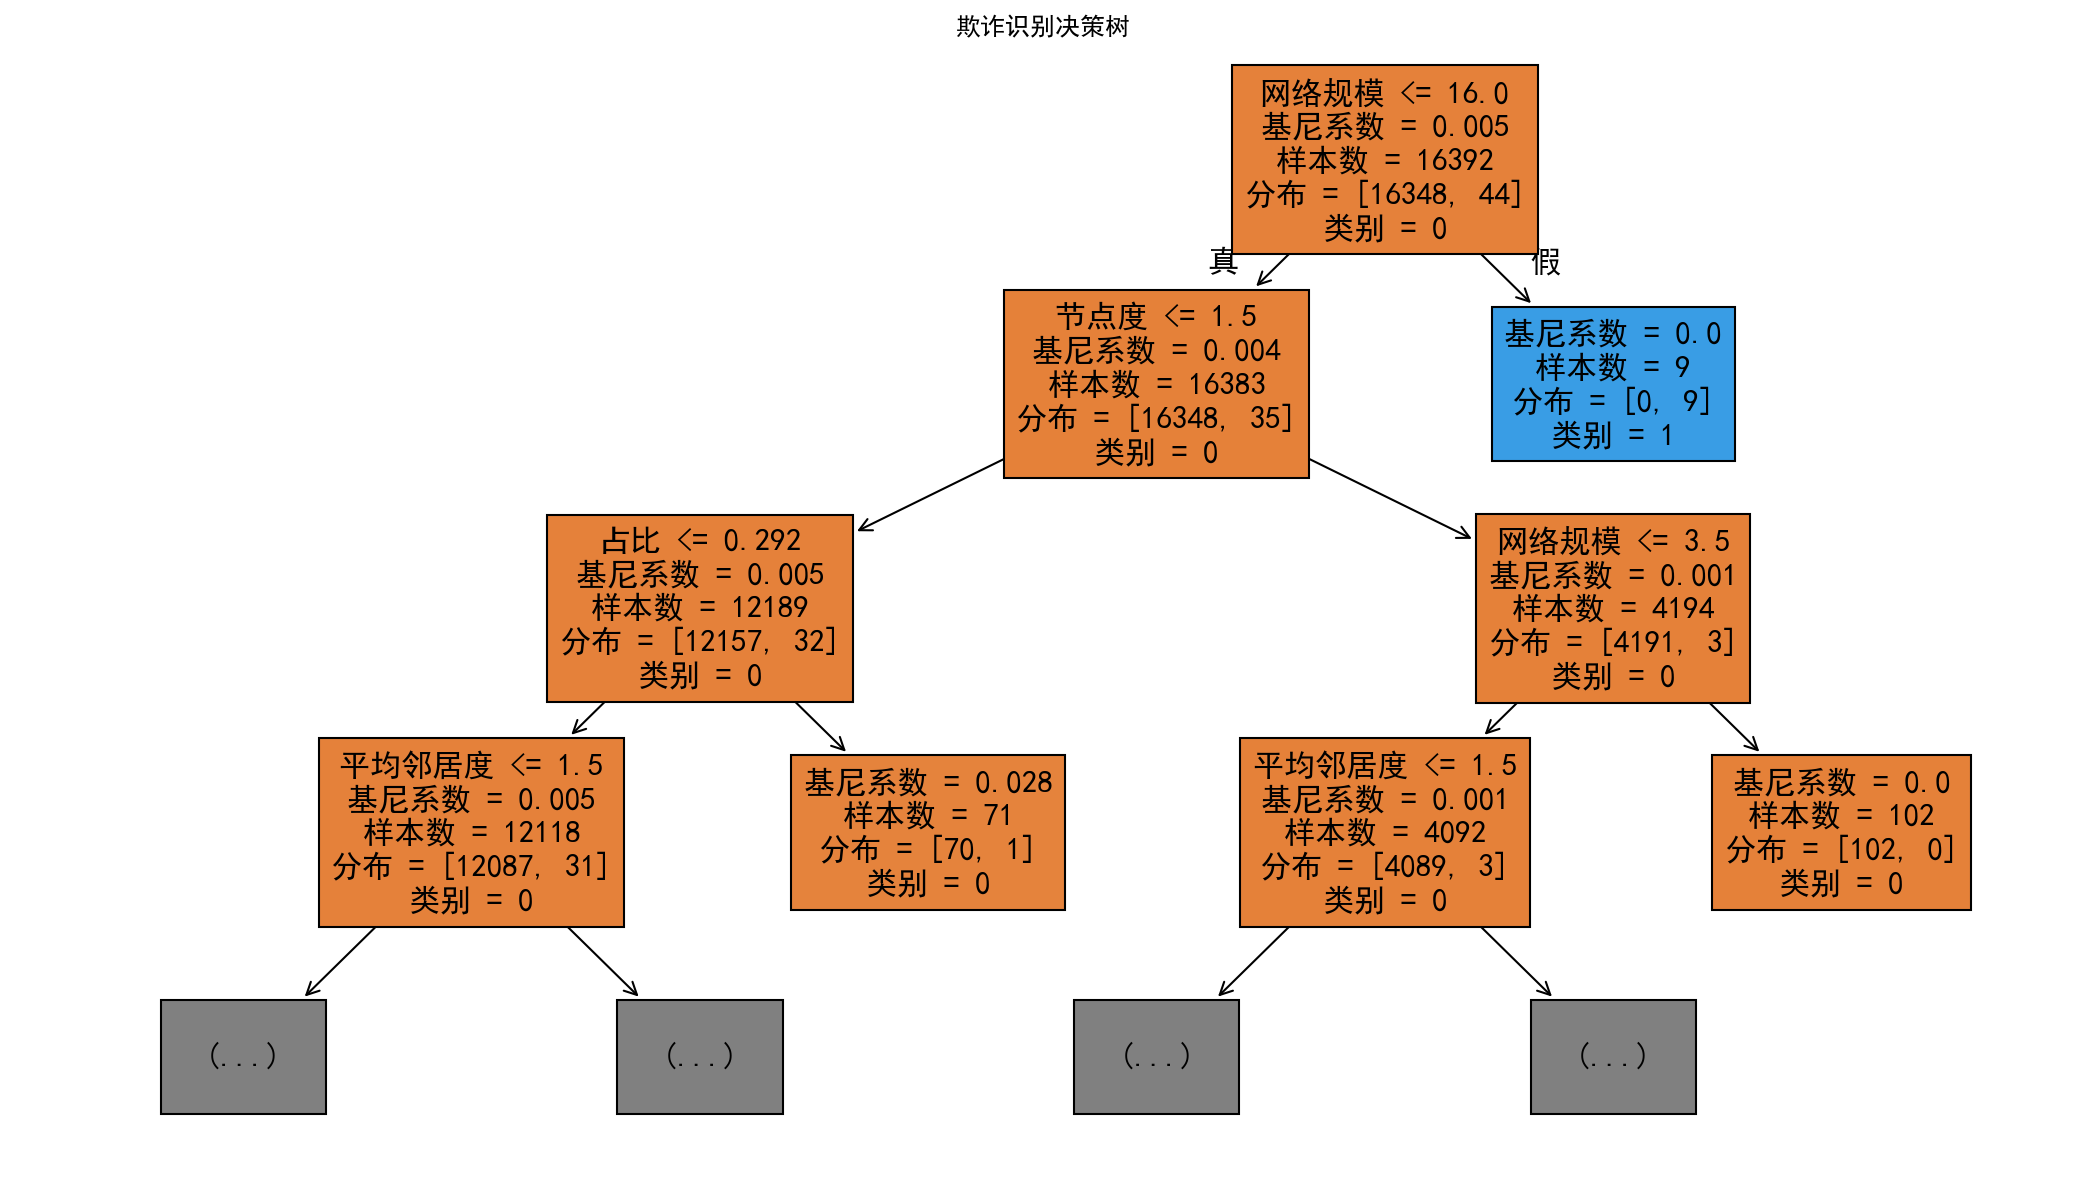 欺诈识别决策树
网络规模 <= 16.0
基尼系数 = 0.005
样本数 = 16392
分布 = [16348, 44]
类别 = 0
真
假
节点度 <= 1.5
基尼系数 = 0.004
样本数 = 16383
分布 = [16348, 35]
类别 = 0
基尼系数 = 0.0
样本数 = 9
分布 = [0, 9]
类别 = 1
占比 <= 0.292
基尼系数 = 0.005
样本数 = 12189
分布 = [12157, 32]
类别 = 0
网络规模 <= 3.5
基尼系数 = 0.001
样本数 = 4194
分布 = [4191, 3]
类别 = 0
平均邻居度 <= 1.5
基尼系数 = 0.005
样本数 = 12118
分布 = [12087, 31]
类别 = 0
基尼系数 = 0.028
样本数 = 71
分布 = [70, 1]
类别 = 0
平均邻居度 <= 1.5
基尼系数 = 0.001
样本数 = 4092
分布 = [4089, 3]
类别 = 0
基尼系数 = 0.0
样本数 = 102
分布 = [102, 0]
类别 = 0
(...)
(...)
(...)
(...)